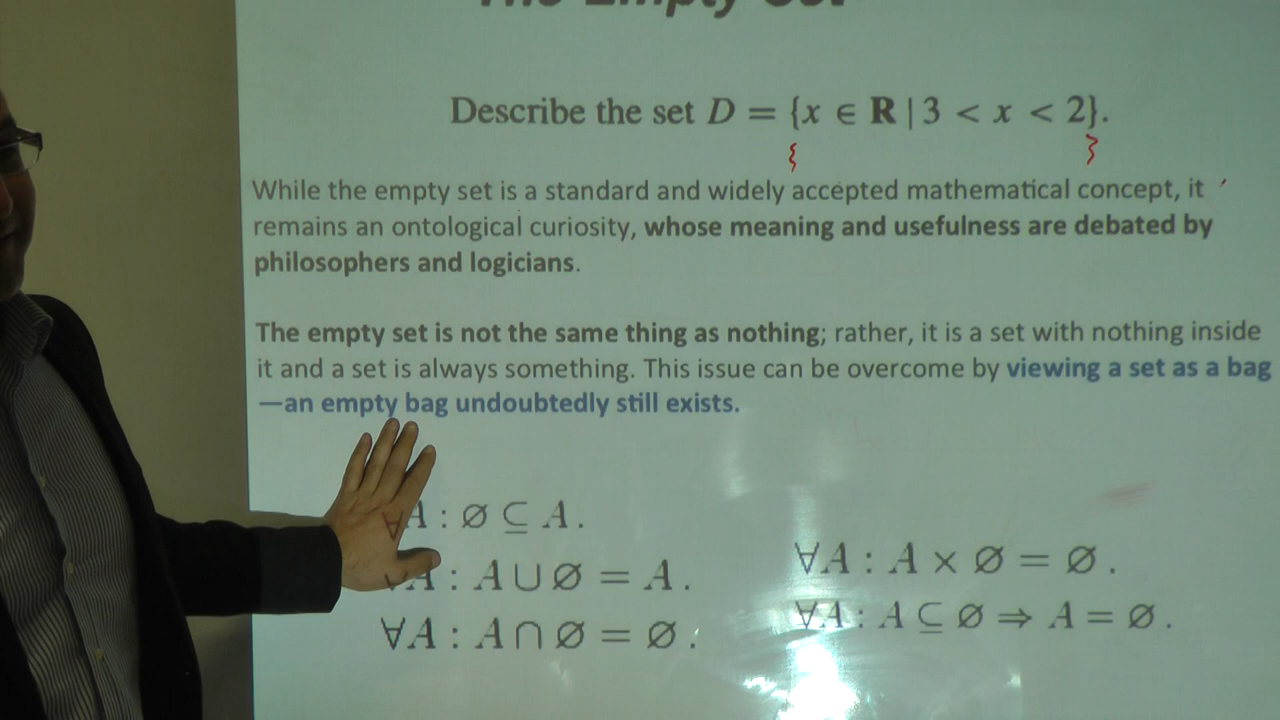 The Empty Set
Describe the set D = {x ∈ R | 3 < x < 2}.
{ }
While the empty set is a standard and widely accepted mathematical concept, it
remains an ontological curiosity, whose meaning and usefulness are debated by
philosophers and logicians.
The empty set is not the same thing as nothing; rather, it is a set with nothing inside
it and a set is always something. This issue can be overcome by viewing a set as a bag
—an empty bag undoubtedly still exists.
∀A : ∅ ⊆ A.
∀A : A ∪ ∅ = A.
∀A : A ∩ ∅ = ∅.
∀A : A × ∅ = ∅.
∀A : A ⊆ ∅ ⇒ A = ∅.